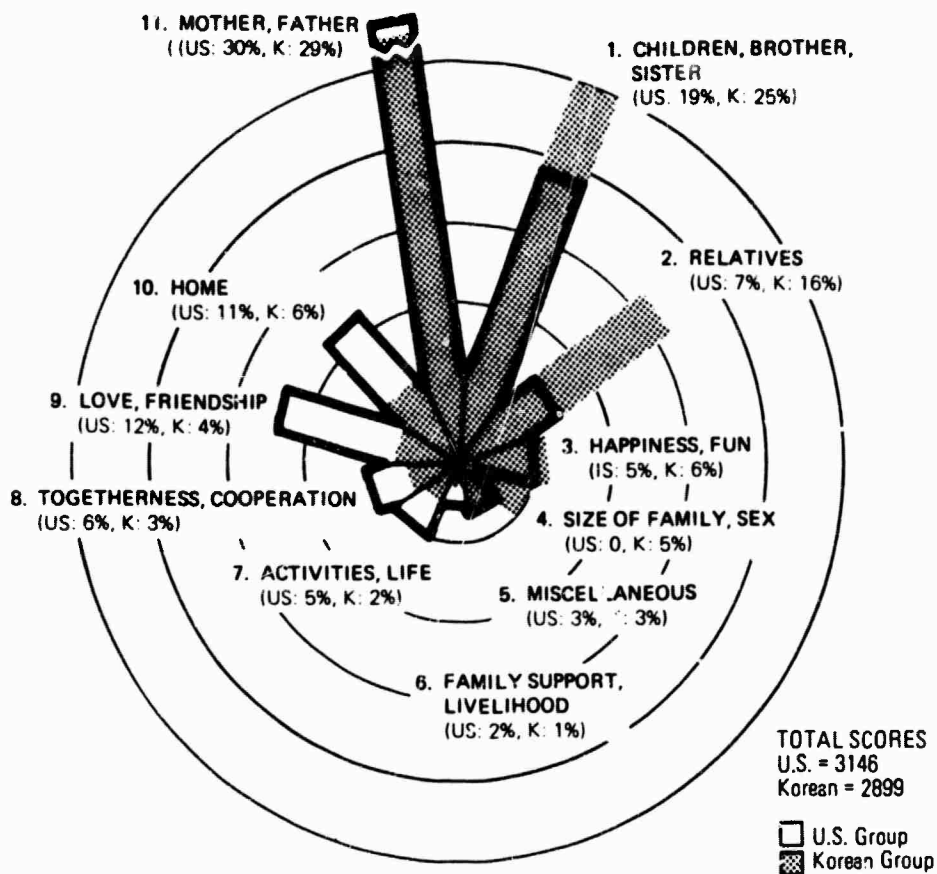 11. MOTHER, FATHER
((US: 30%, K: 29%)
1. CHILDREN, BROTHER,
SISTER
(US. 19%, K: 25%)
2. RELATIVES
(US: 7%, K: 16%)
10. HOME
(US: 11%, K: 6%)
9. LOVE, FRIENDSHIP
(US: 12%, K: 4%)
3. HAPPINESS, FUN
(IS: 5%, K: 6%)
8. TOGETHERNESS, COOPERATION
(US: 6%, K: 3%)
4. SIZE OF FAMILY, SEX
(US: 0, K: 5%)
7. ACTIVITIES, LIFE
(US: 5%, K: 2%)
5. MISCELLANEOUS
(US: 3%, : 3%)
6. FAMILY SUPPORT,
LIVELIHOOD
(US: 2%, K: 1%)
TOTAL SCORES
U.S. = 3146
Korean = 2899
U.S. Group
Korean Group